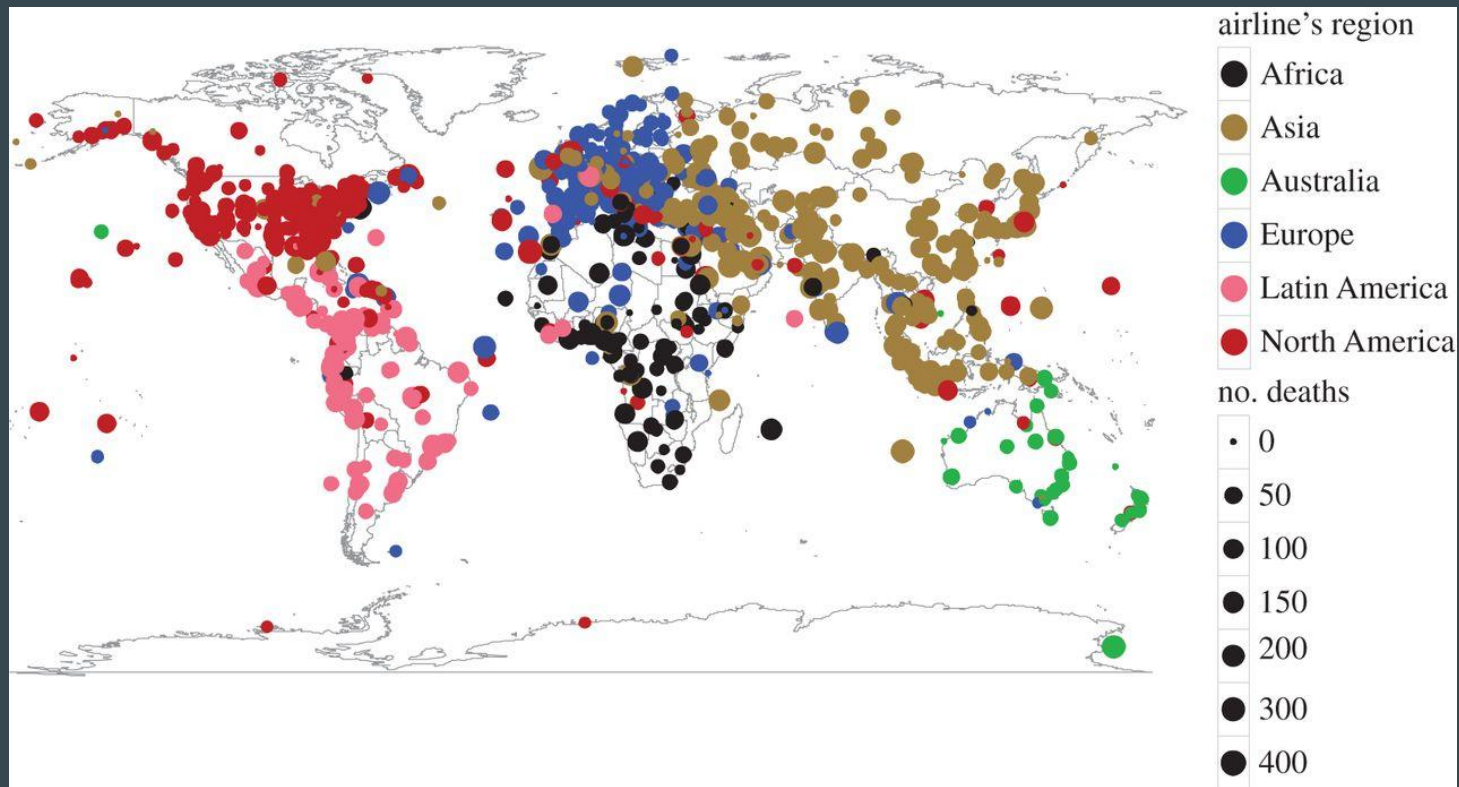 airline's region
Africa
Asia
Australia
Europe
Latin America
North America
no. deaths
0
50
100
150
200
300
400